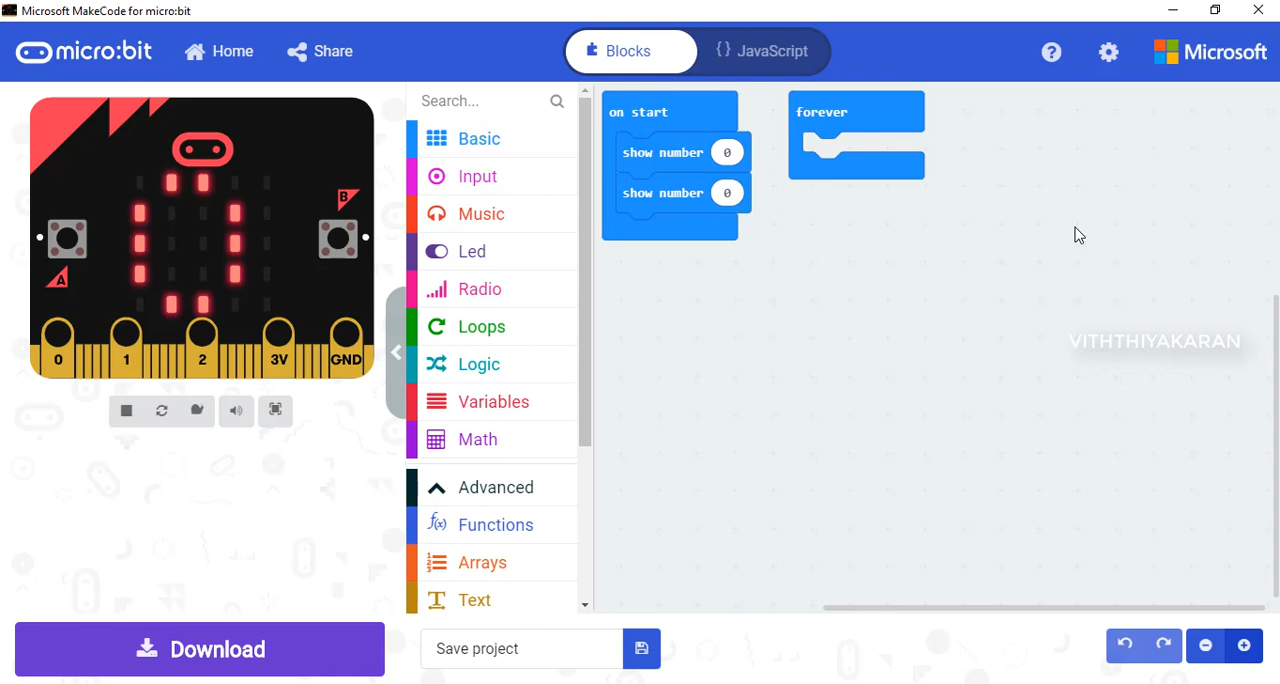 Microsoft MakeCode for micro:bit
micro:bit Home Share Blocks {} JavaScript ? Microsoft
Search...
Basic
Input
Music
Led
Radio
Loops
Logic
Variables
Math
Advanced
f(x) Functions
Arrays
T Text
on start
show number 0
show number 0
forever
A
B
0 1 2 3V GND
VITHTHIYAKARAN
Download
Save project